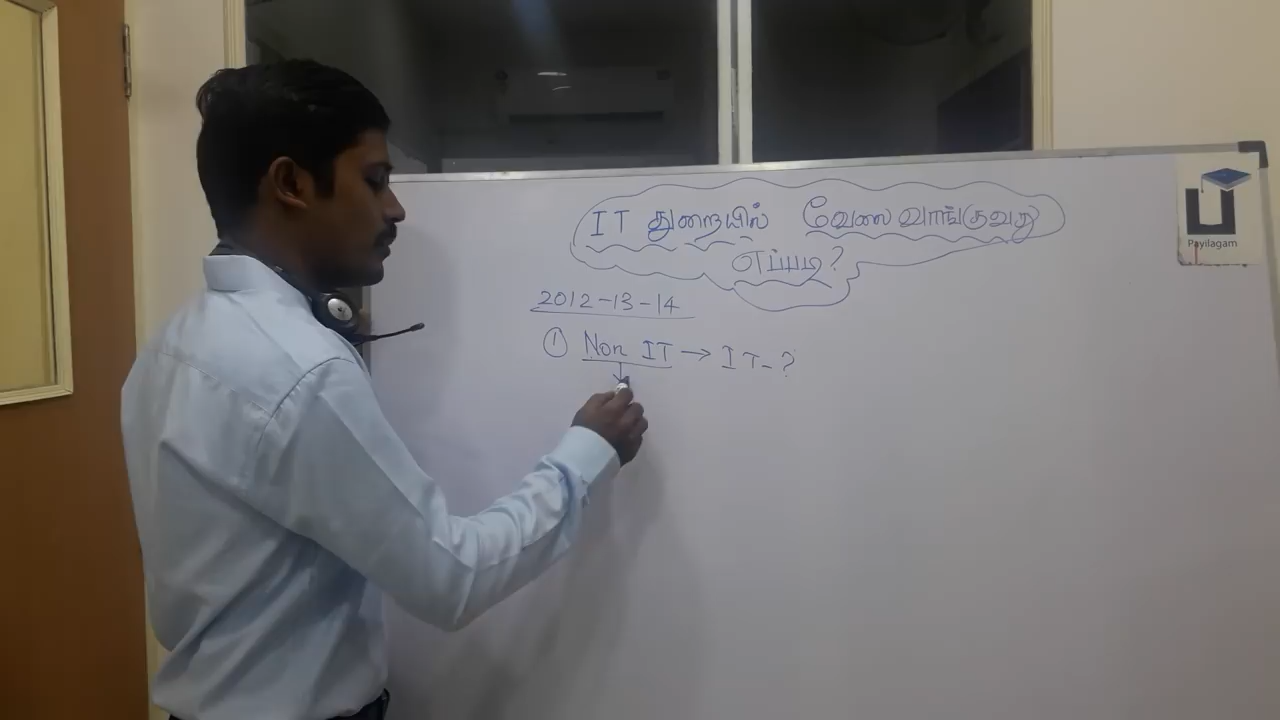 IT துறையில் வேலை வாங்குவது
எப்படி?
Payilagam
2012-13-14
① Non IT → IT-?